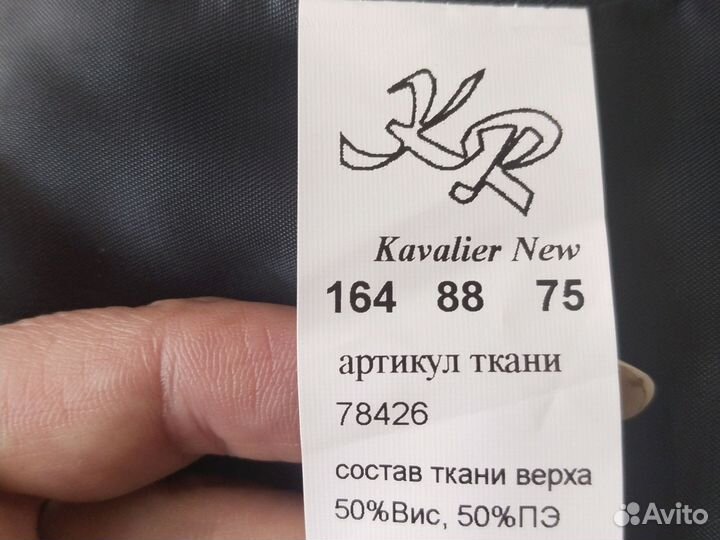 KR
Kavalier New
164 88 75
артикул ткани
78426
состав ткани верха
50%Вис, 50%ПЭ
Avito